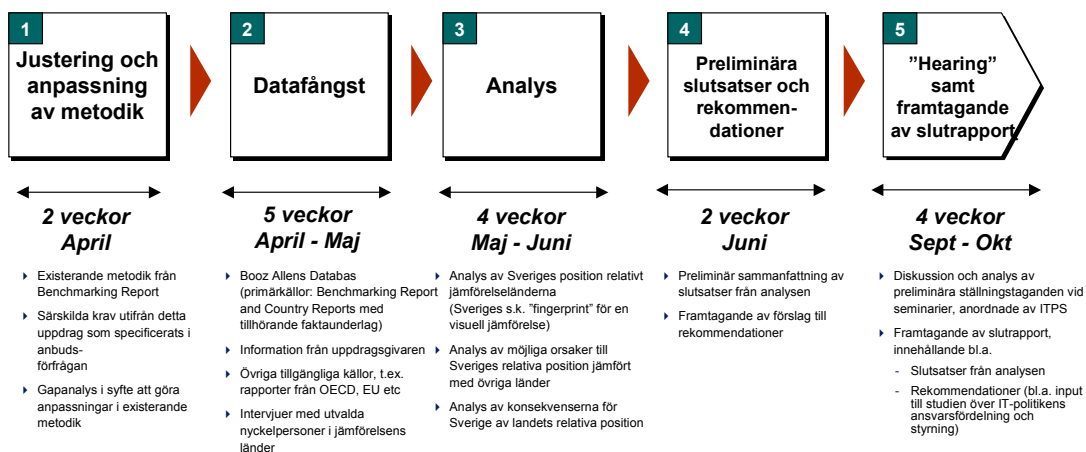 1
Justering och
anpassning
av metodik
2
Datafångst
3
Analys
4
Preliminära
slutsatser och
rekommen-
dationer
5
”Hearing”
samt
framtagande
av slutrapport
2 veckor
April
5 veckor
April - Maj
4 veckor
Maj - Juni
2 veckor
Juni
4 veckor
Sept - Okt
Existerande metodik från
Benchmarking Report
Särskilda krav utifrån detta
uppdrag som specificerats i
anbuds-
förfrågan
Gapanalys i syfte att göra
anpassningar i existerande
metodik
Booz Allens Databas
(primärkällor: Benchmarking Report
and Country Reports med
tillhörande faktaunderlag)
Information från uppdragsgivaren
Övriga tillgängliga källor, t.ex.
rapporter från OECD, EU etc
Intervjuer med utvalda
nyckelpersoner i jämförelsens
länder
Analys av Sveriges position relativt
jämförelseländerna
(Sveriges s.k. ”fingerprint” för en
visuell jämförelse)
Analys av möjliga orsaker till
Sveriges relativa position jämfört
med övriga länder
Analys av konsekvenserna för
Sverige av landets relativa position
Preliminär sammanfattning av
slutsatser från analysen
Framtagande av förslag till
rekommendationer
Diskussion och analys av
preliminära ställningstaganden vid
seminarier, anordnade av ITPS
Framtagande av slutrapport,
innehållande bl.a.
- Slutsatser från analysen
- Rekommendationer (bl.a. input
till studien över IT-politikens
ansvarsfördelning och
styrning)